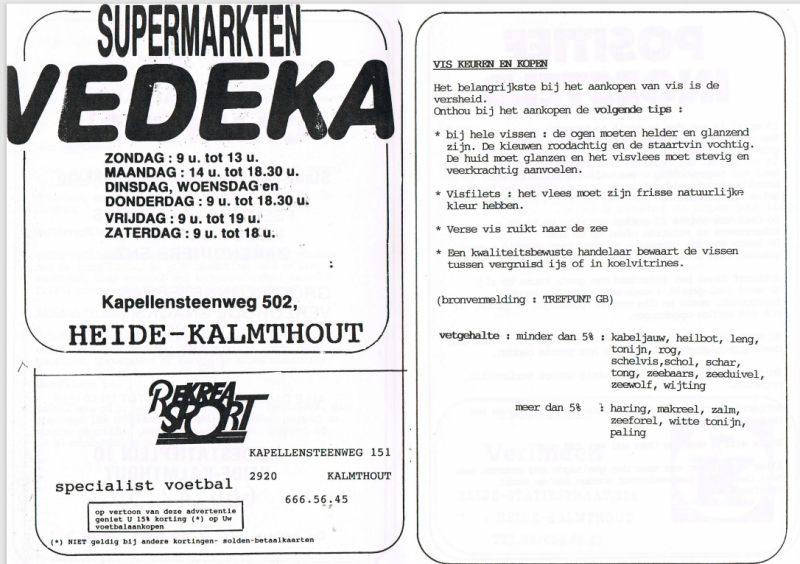 SUPERMARKTEN
VEDEKA
ZONDAG : 9 u. tot 13 u.
MAANDAG : 14 u. tot 18.30 u.
DINSDAG, WOENSDAG en
DONDERDAG : 9 u. tot 18.30 u.
VRIJDAG : 9 u. tot 19 u.
ZATERDAG : 9 u. tot 18 u.
Kapellensteenweg 502,
HEIDE-KALMTHOUT
REKREA
SPORT
KAPELLENSTEENWEG 151
2920 KALMTHOUT
specialist voetbal
666.56.45
op vertoon van deze advertentie
geniet U 15% korting (*) op Uw
voetbalaankopen
(*) NIET geldig bij andere kortingen- solden-betaalkaarten
VIS KEUREN EN KOPEN
Het belangrijkste bij het aankopen van vis is de
versheid.
Onthou bij het aankopen de volgende tips :
* bij hele vissen : de ogen moeten helder en glanzend
zijn. De kieuwen roodachtig en de staartvin vochtig.
De huid moet glanzen en het visvlees moet stevig en
veerkrachtig aanvoelen.
* Visfilets : het vlees moet zijn frisse natuurlijke
kleur hebben.
* Verse vis ruikt naar de zee
* Een kwaliteitsbewuste handelaar bewaart de vissen
tussen vergruisd ijs of in koelvitrines.
(bronvermelding : TREFPUNT GB)
vetgehalte : minder dan 5% : kabeljauw, heilbot, leng,
tonijn, rog,
schelvis,schol, schar,
tong, zeebaars, zeeduivel,
zeewolf, wijting
meer dan 5% : haring, makreel, zalm,
zeeforel, witte tonijn,
paling